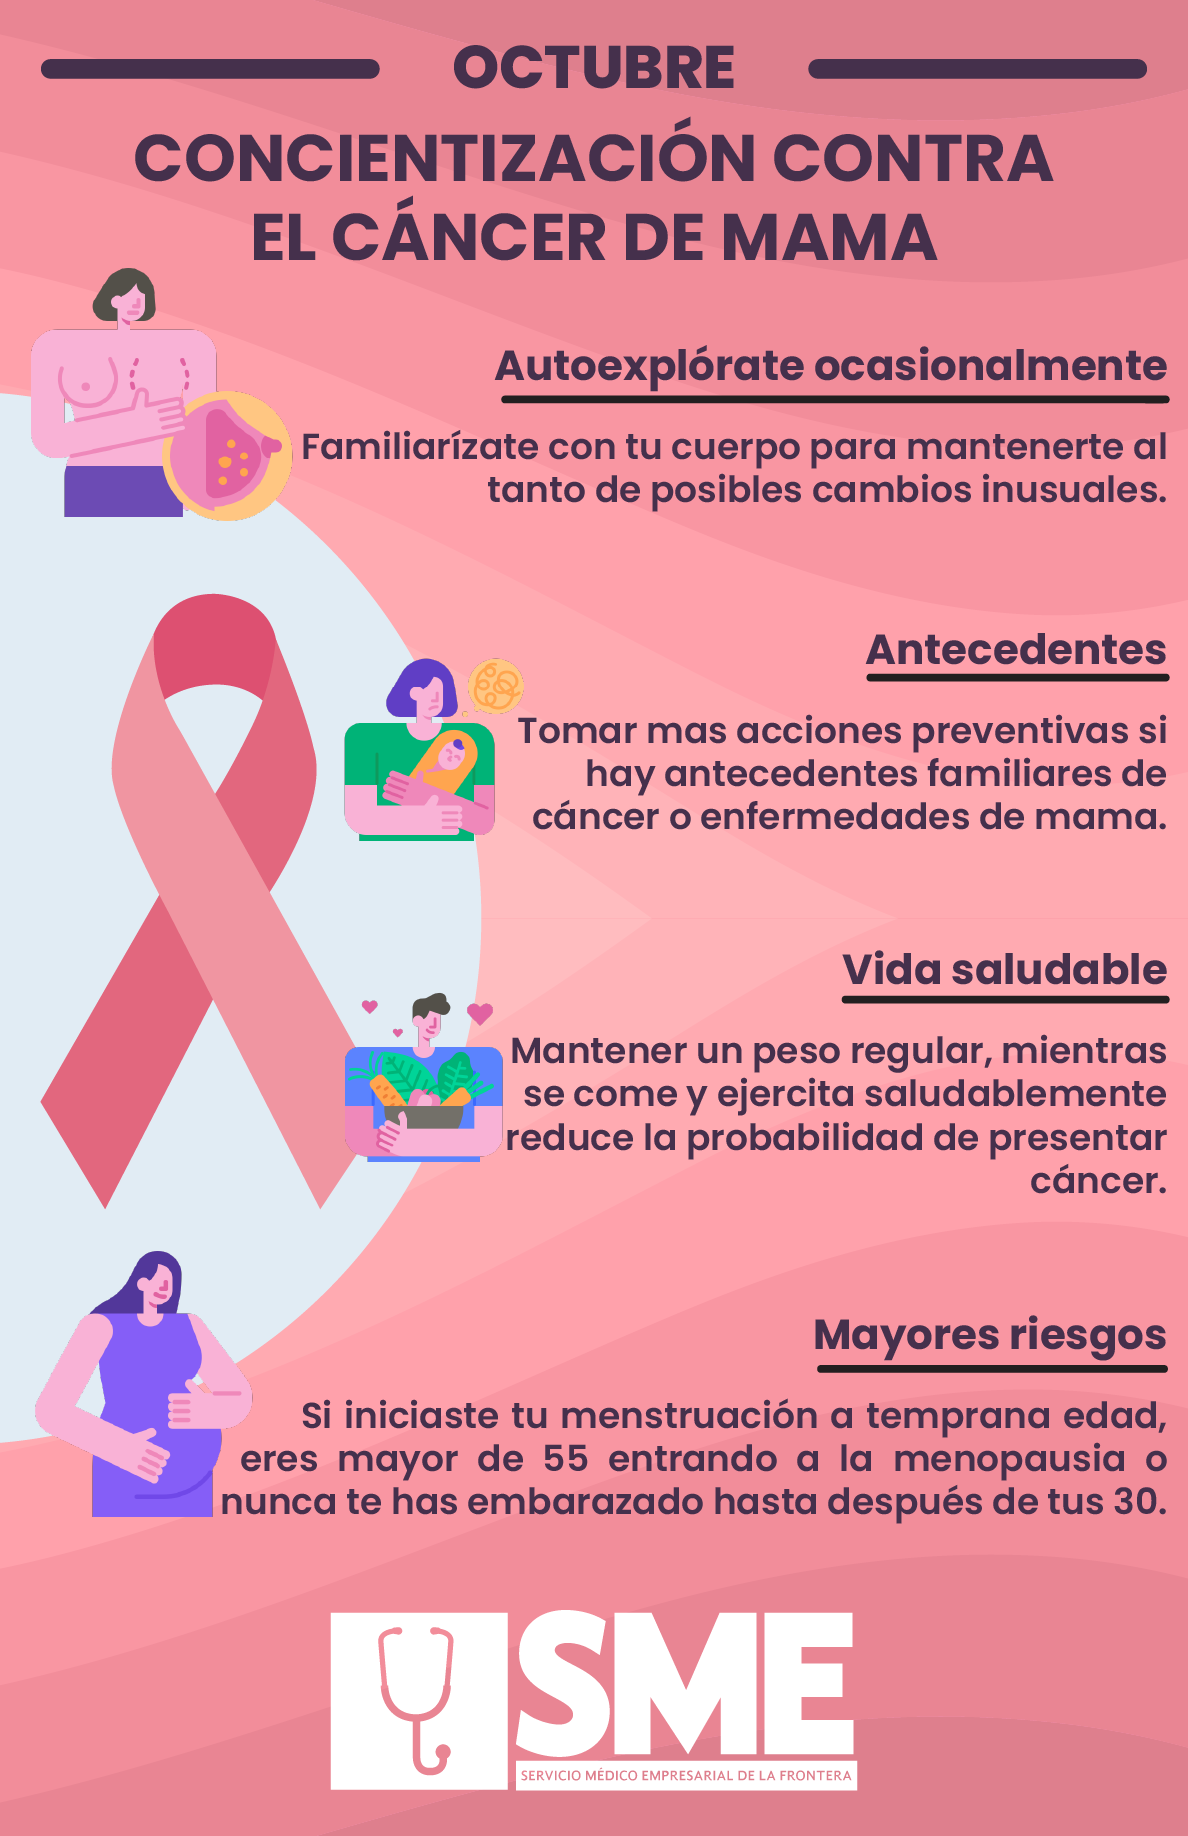 OCTUBRE
CONCIENTIZACIÓN CONTRA
EL CÁNCER DE MAMA
Autoexplórate ocasionalmente
Familiarízate con tu cuerpo para mantenerte al
tanto de posibles cambios inusuales.
Antecedentes
Tomar mas acciones preventivas si
hay antecedentes familiares de
cáncer o enfermedades de mama.
Vida saludable
Mantener un peso regular, mientras
se come y ejercita saludablemente
reduce la probabilidad de presentar
cáncer.
Mayores riesgos
Si iniciaste tu menstruación a temprana edad,
eres mayor de 55 entrando a la menopausia o
nunca te has embarazado hasta después de tus 30.
SME
SERVICIO MÉDICO EMPRESARIAL DE LA FRONTERA